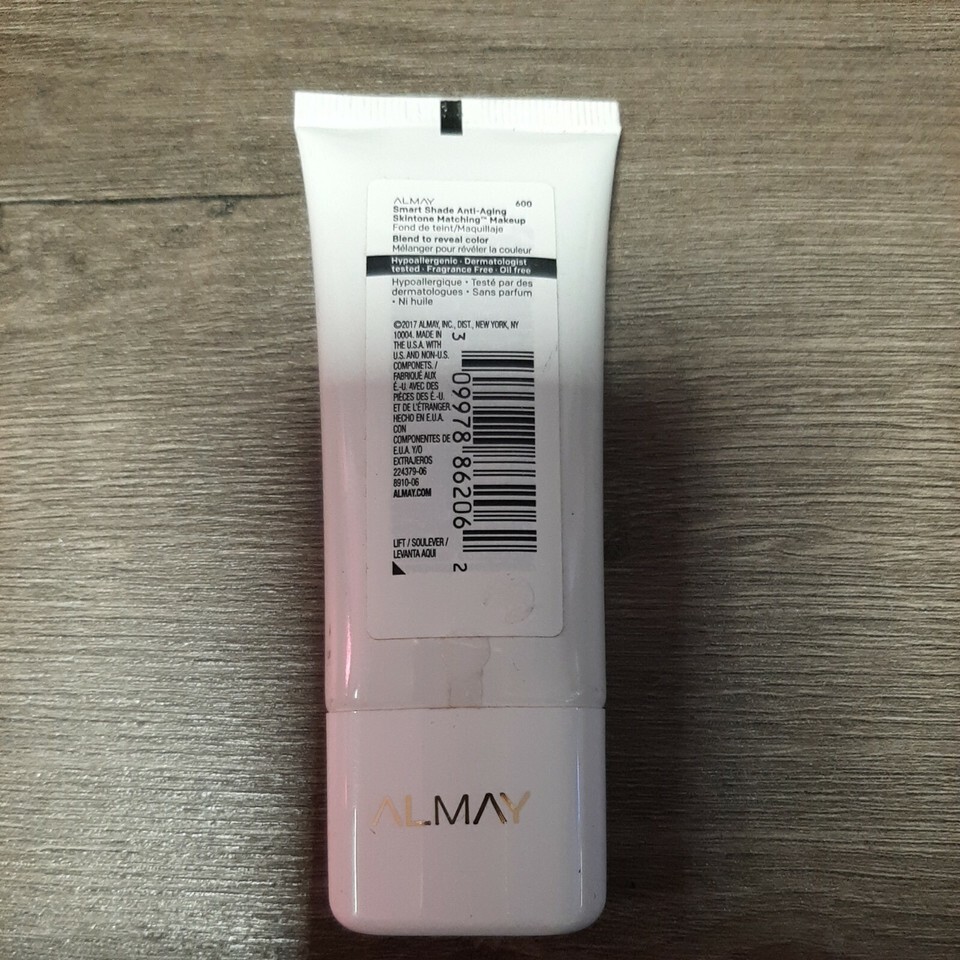 ALMAY 600
Smart Shade Anti-Aging
Skintone Matching™ Makeup
Fond de teint/Maquillaje
Blend to reveal color
Mélanger pour révéler la couleur
Hypoallergenic • Dermatologist
tested • Fragrance Free • Oil free
Hypoallergique • Testé par des
dermatologues • Sans parfum
• Ni huile
©2017 ALMAY, INC., DIST., NEW YORK, NY
10004. MADE IN
THE U.S.A. WITH
U.S. AND NON-U.S.
COMPONETS. /
FABRIQUÉ AUX
É.-U. AVEC DES
PIÈCES DES É.-U.
ET DE L'ÉTRANGER.
HECHO EN E.U.A.
CON
COMPONENTES DE
E.U.A. Y/O
EXTRAJEROS
224379-06
8910-06
ALMAY.COM
LIFT / SOULEVER /
LEVANTA AQUI
3 09978 86206 2
ALMAY